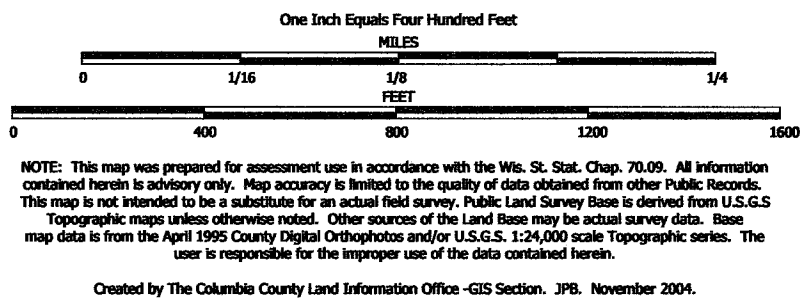 One Inch Equals Four Hundred Feet
MILES
0 1/16 1/8 1/4
FEET
0 400 800 1200 1600
NOTE: This map was prepared for assessment use in accordance with the Wis. St. Stat. Chap. 70.09. All information
contained herein is advisory only. Map accuracy is limited to the quality of data obtained from other Public Records.
This map is not intended to be a substitute for an actual field survey. Public Land Survey Base is derived from U.S.G.S
Topographic maps unless otherwise noted. Other sources of the Land Base may be actual survey data. Base
map data is from the April 1995 County Digital Orthophotos and/or U.S.G.S. 1:24,000 scale Topographic series. The
user is responsible for the improper use of the data contained herein.
Created by The Columbia County Land Information Office -GIS Section. JPB. November 2004.